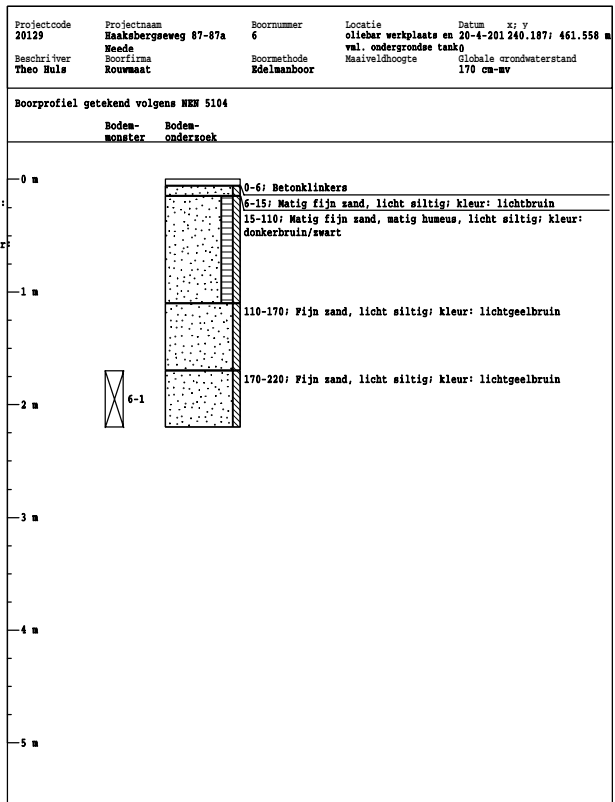 Projectcode Projectnaam Boornummer Locatie Datum x; y
20129 Haaksbergseweg 87-87a 6 oliebar werkplaats en 20-4-201 240.187; 461.558 m
Neede vml. ondergrondse tank 0
Beschrijver Boorfirma Boormethode Maaiveldhoogte Globale grondwaterstand
Theo Huls Rouwmaat Edelmanboor 170 cm-mv
Boorprofiel getekend volgens NEN 5104
Bodem- Bodem-
monster onderzoek
0 m
0-6; Betonklinkers
6-15; Matig fijn zand, licht siltig; kleur: lichtbruin
15-110; Matig fijn zand, matig humeus, licht siltig; kleur:
donkerbruin/zwart
1 m
110-170; Fijn zand, licht siltig; kleur: lichtgeelbruin
170-220; Fijn zand, licht siltig; kleur: lichtgeelbruin
6-1
2 m
3 m
4 m
5 m